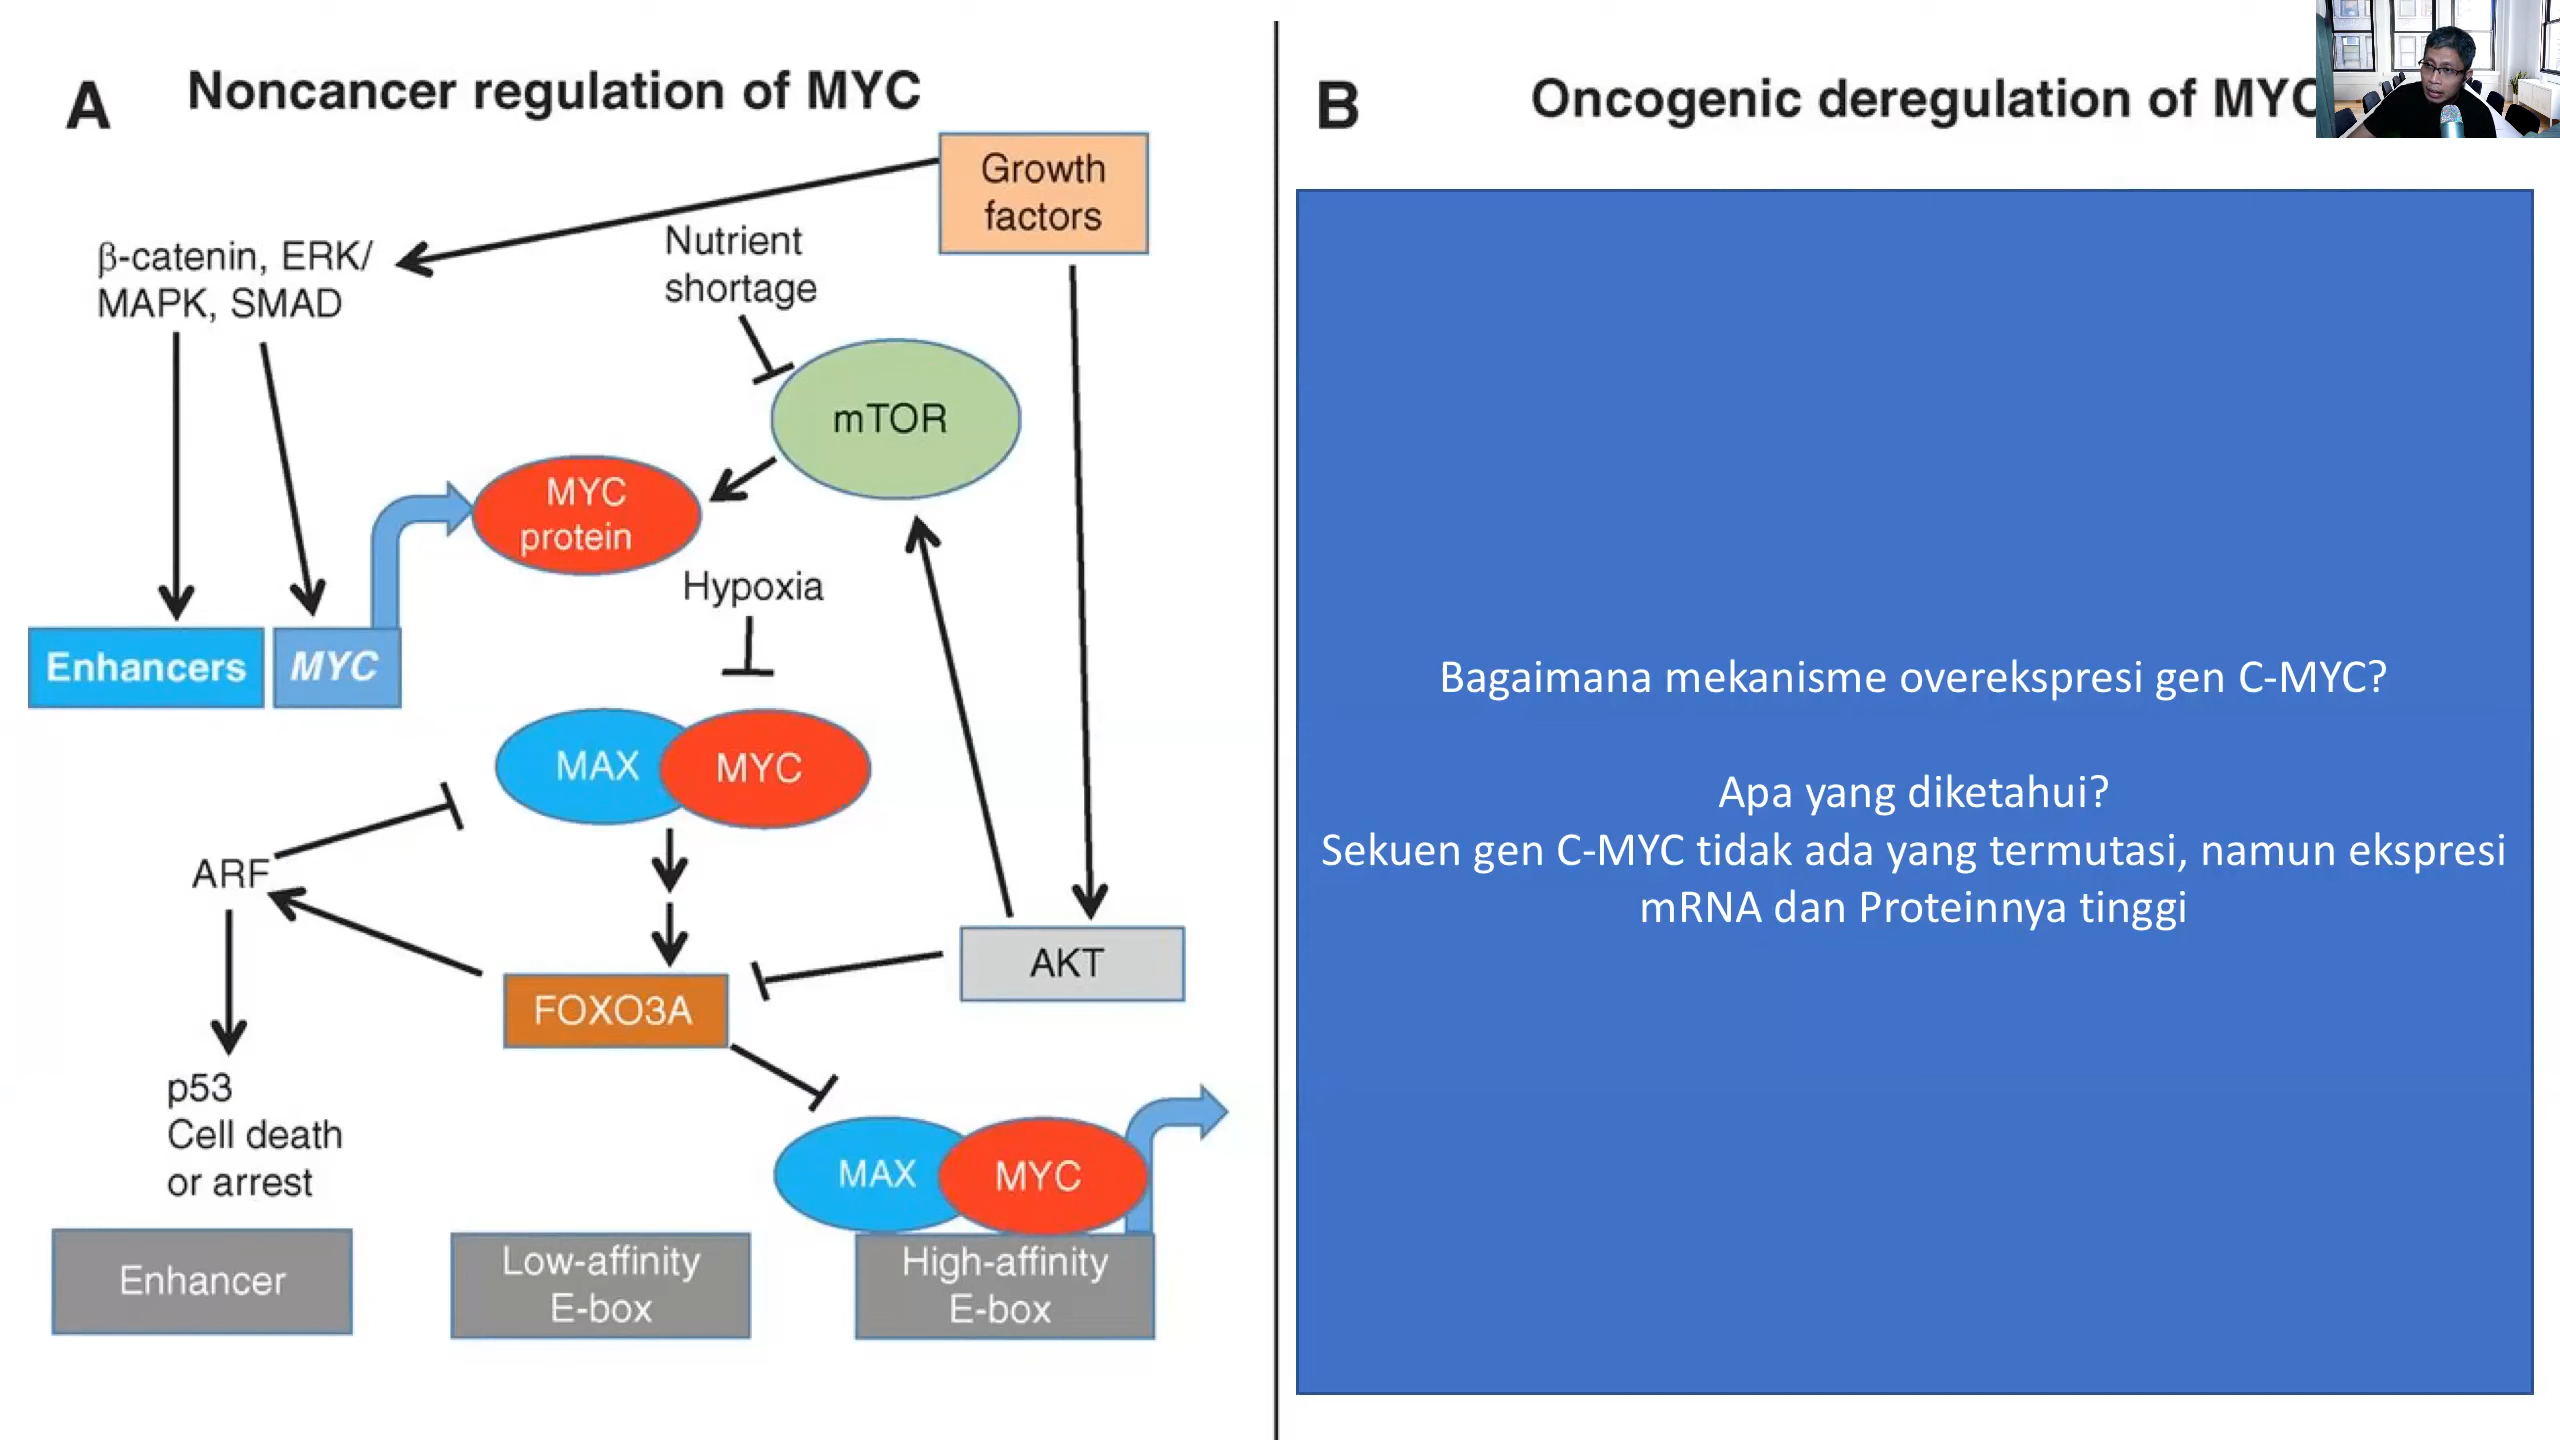 A
Noncancer regulation of MYC
Growth
factors
β-catenin, ERK/
MAPK, SMAD
Nutrient
shortage
mTOR
MYC
protein
Hypoxia
Enhancers
MYC
MAX
MYC
ARF
AKT
FOXO3A
p53
Cell death
or arrest
MAX
MYC
Enhancer
Low-affinity
E-box
High-affinity
E-box
B
Oncogenic deregulation of MYC
Bagaimana mekanisme overekspresi gen C-MYC?
Apa yang diketahui?
Sekuen gen C-MYC tidak ada yang termutasi, namun ekspresi
mRNA dan Proteinnya tinggi